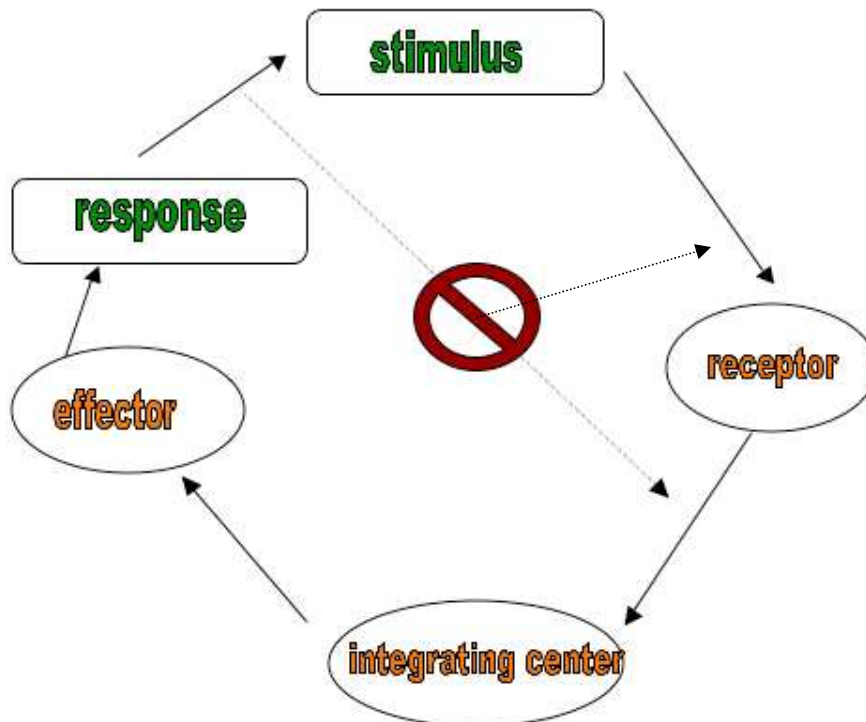 stimulus
response
receptor
effector
integrating center